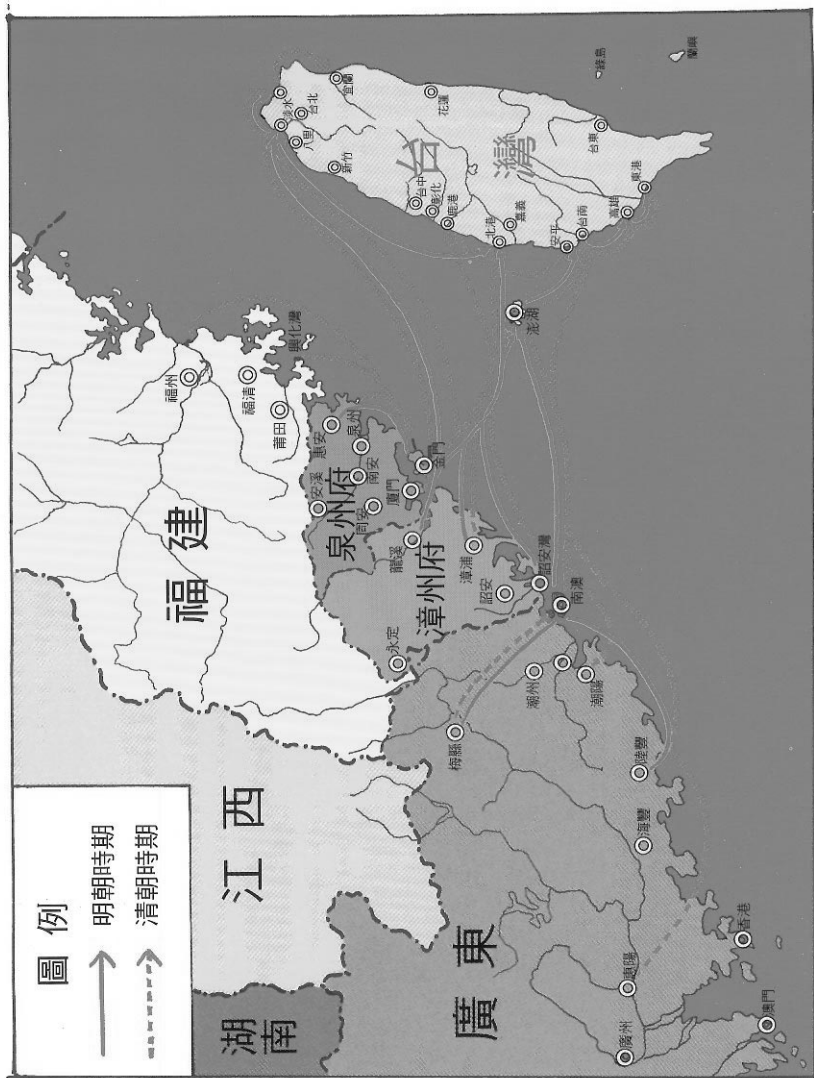 圖例
明朝時期
清朝時期
湖南
江西
福建
廣東
泉州府
漳州府
台灣
福州
福清
莆田
興化灣
惠安
泉州
南安
安溪
同安
廈門
金門
龍溪
漳浦
詔安
詔安灣
南澳
永定
梅縣
潮州
潮陽
陸豐
海豐
惠陽
廣州
香港
澳門
澎湖
淡水
台北
八里
宜蘭
新竹
花蓮
台中
彰化
鹿港
北港
嘉義
安平
台南
高雄
東港
台東
綠島
蘭嶼